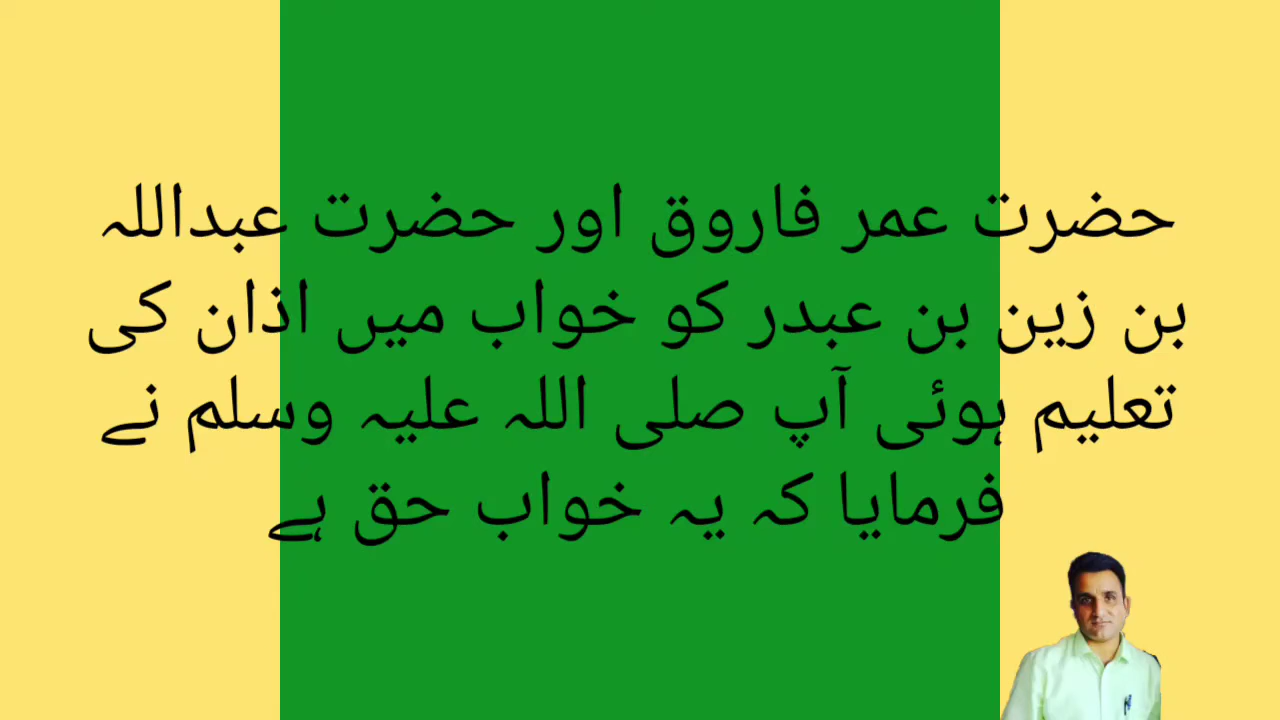 حضرت عمر فاروق اور حضرت عبداللہ
بن زین بن عبدر کو خواب میں اذان کی
تعلیم ہوئی آپ صلی اللہ علیہ وسلم نے
فرمایا کہ یہ خواب حق ہے